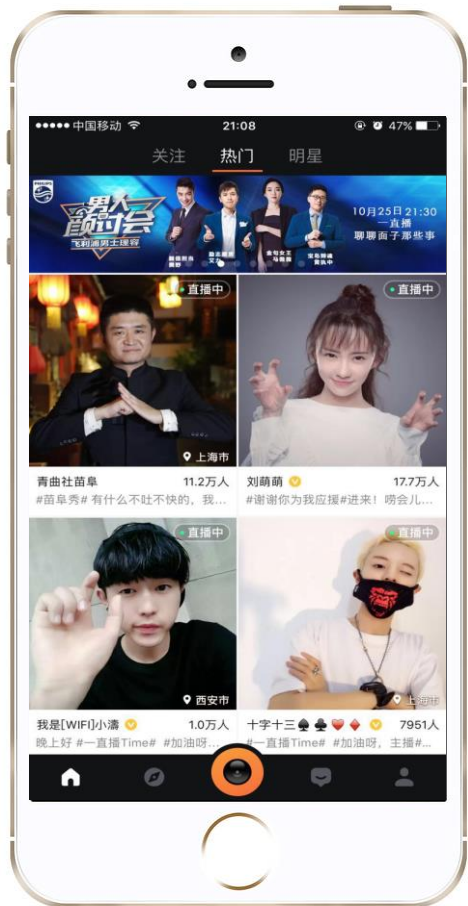 中国移动
21:08
47%
关注 热门 明星
PHILIPS
男人
颜讨会
飞利浦男士理容
10月25日 21:30
一直播
聊聊面子那些事
直播中
直播中
上海市
青曲社苗阜 11.2万人
刘萌萌 17.7万人
#苗阜秀# 有什么不吐不快的，我...
#谢谢你为我应援#进来！唠会儿...
直播中
直播中
西安市
上海市
我是[WIFI]小濤 1.0万人
十字十三♠♣♥♦ 7951人
晚上好 #一直播Time# #加油呀...
#一直播Time# #加油呀，主播#...